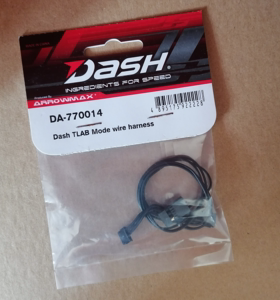 DASH
INGREDIENTS FOR SPEED
ARROWMAX
DA-770014
Dash TLAB Mode wire harness